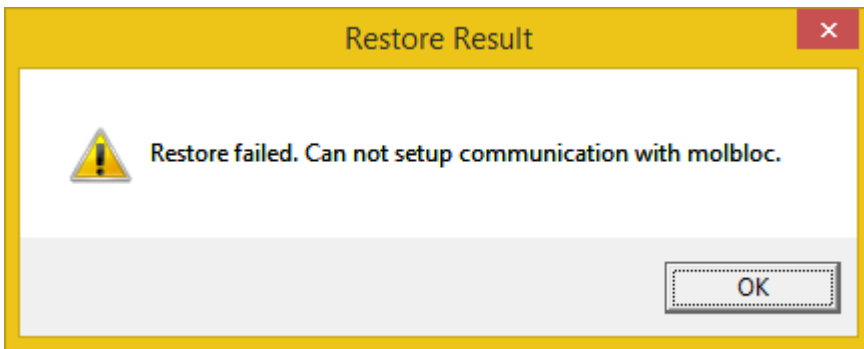 Restore Result
Restore failed. Can not setup communication with molbloc.
OK